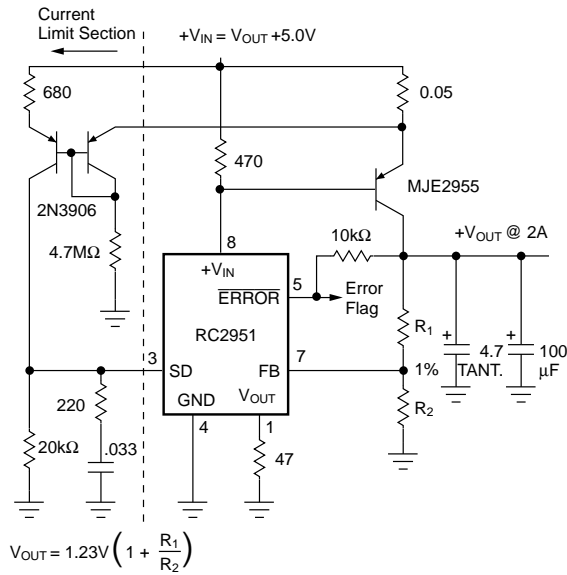 Current
Limit Section
+VIN = VOUT +5.0V
680
0.05
470
2N3906
MJE2955
4.7MΩ
8
10kΩ
+VOUT @ 2A
+VIN
5
ERROR
Error
Flag
RC2951
R1
3
SD
FB
7
1%
4.7
TANT.
100
μF
220
GND
VOUT
R2
4
1
20kΩ
.033
47
VOUT = 1.23V (1 + R1/R2)